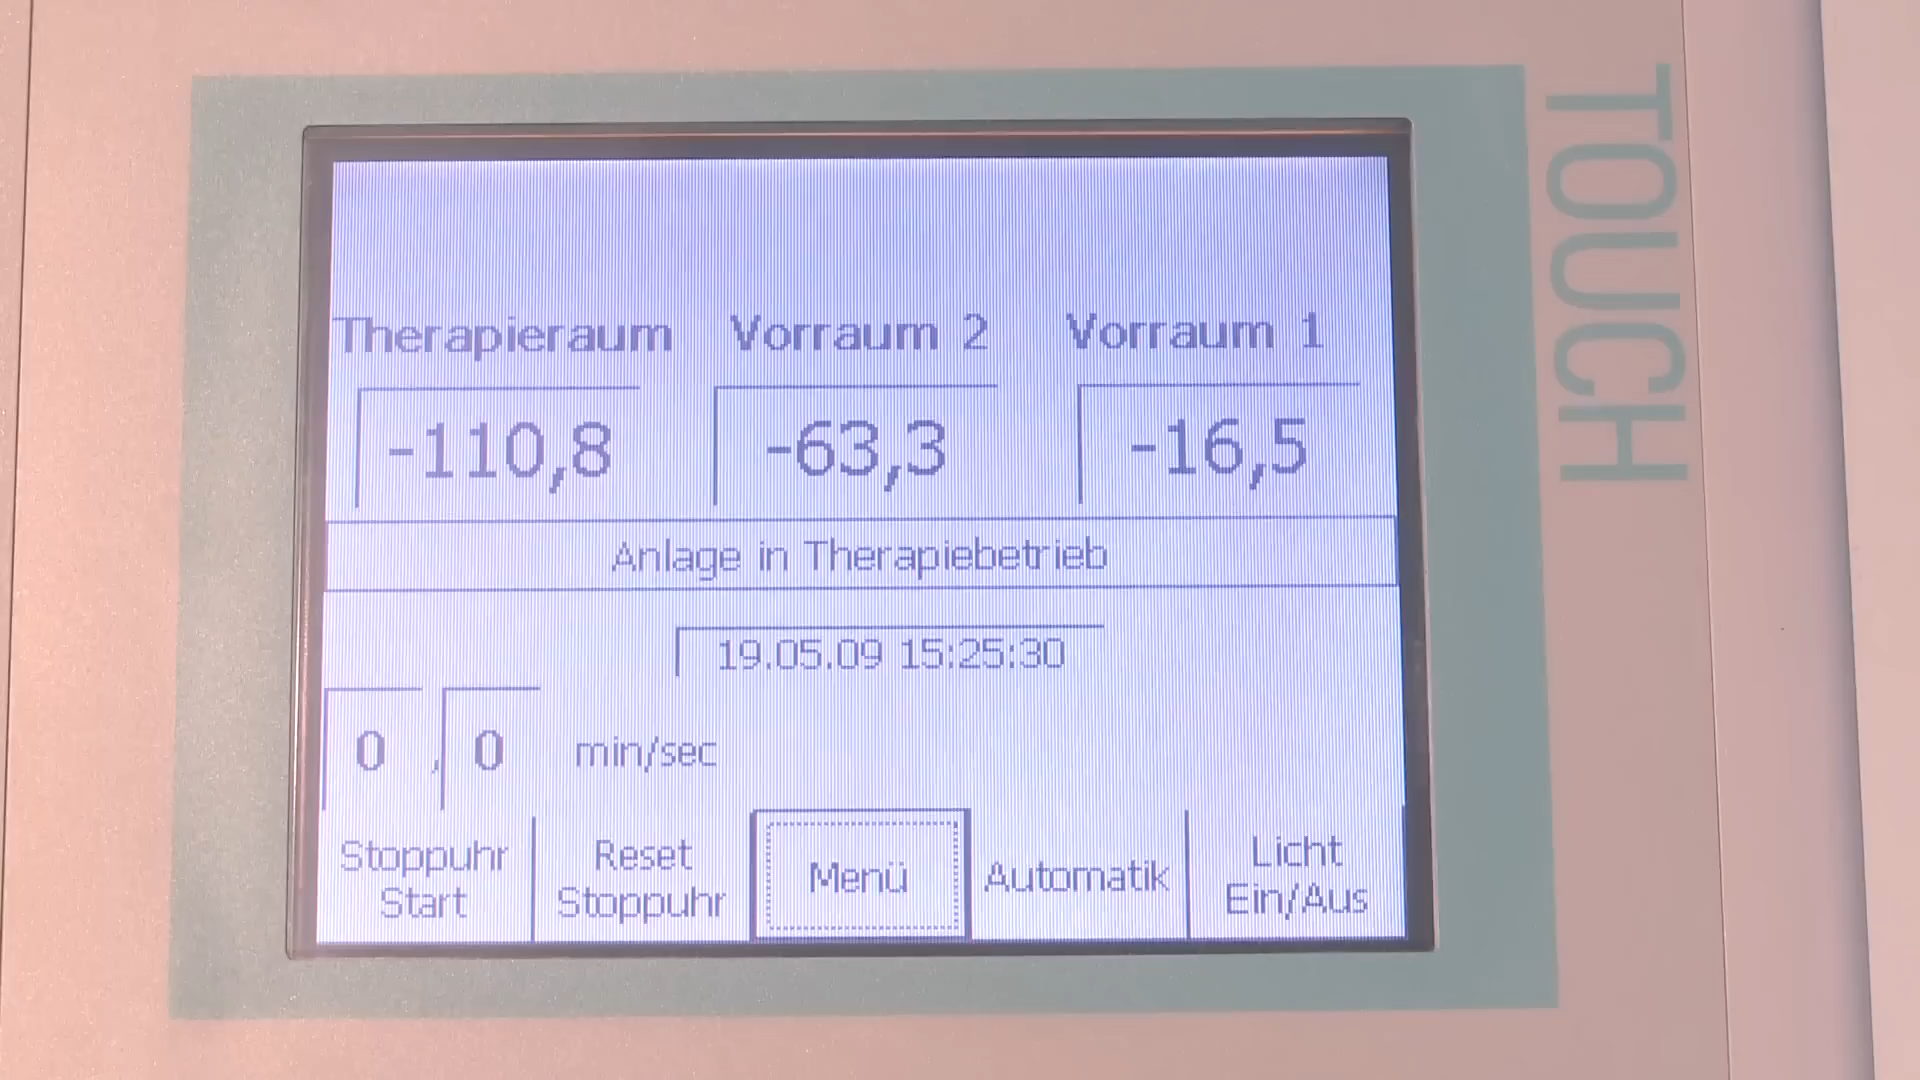 Therapieraum Vorraum 2 Vorraum 1
-110,8 -63,3 -16,5
Anlage in Therapiebetrieb
19.05.09 15:25:30
0 , 0 min/sec
Stoppuhr Start
Reset Stoppuhr
Menü
Automatik
Licht Ein/Aus
TOUCH